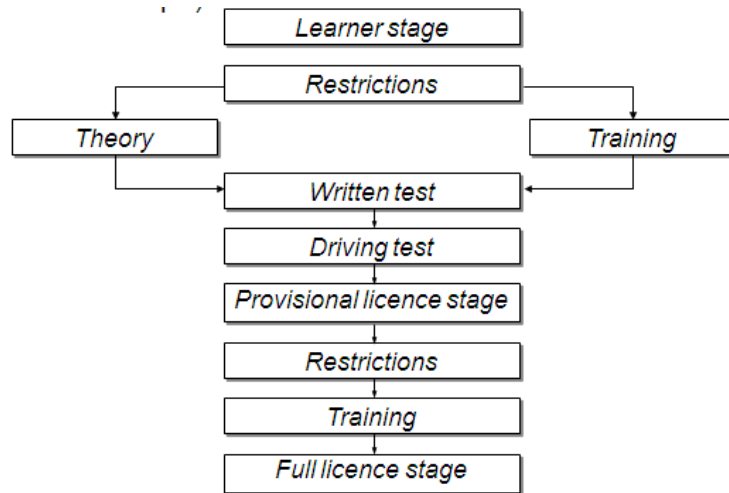 Learner stage
Restrictions
Theory
Training
Written test
Driving test
Provisional licence stage
Restrictions
Training
Full licence stage